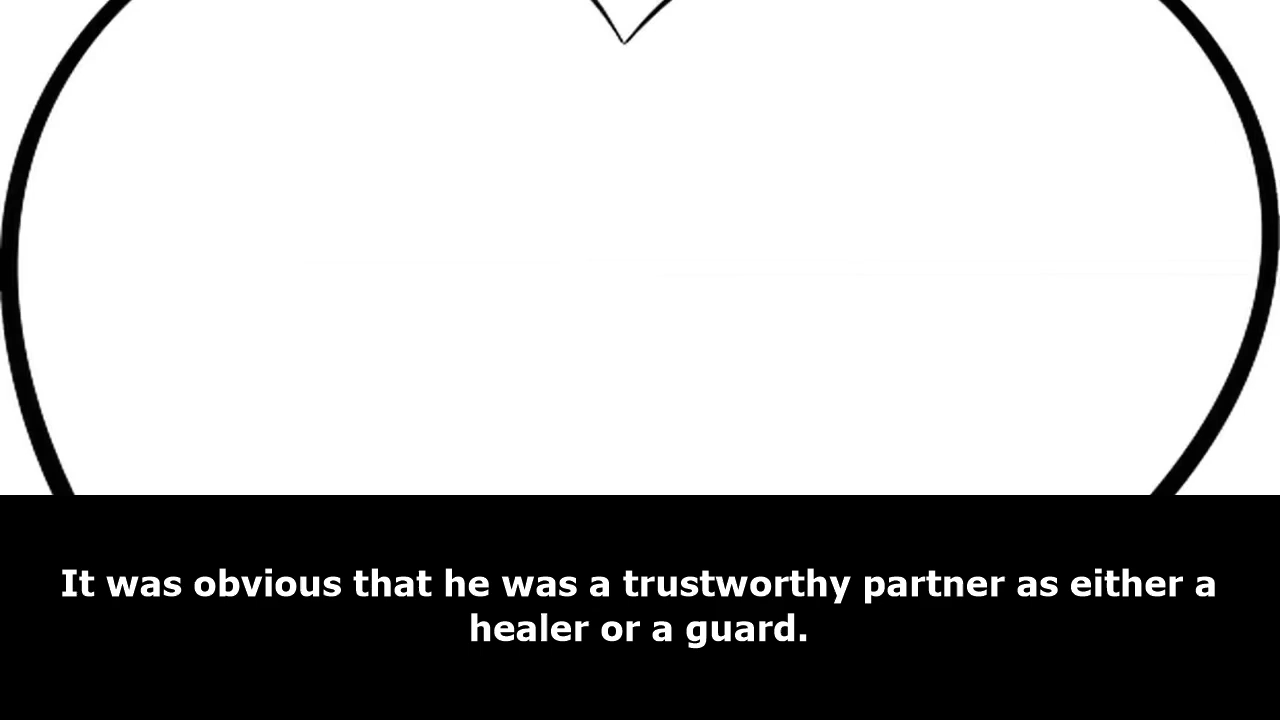 It was obvious that he was a trustworthy partner as either a
healer or a guard.